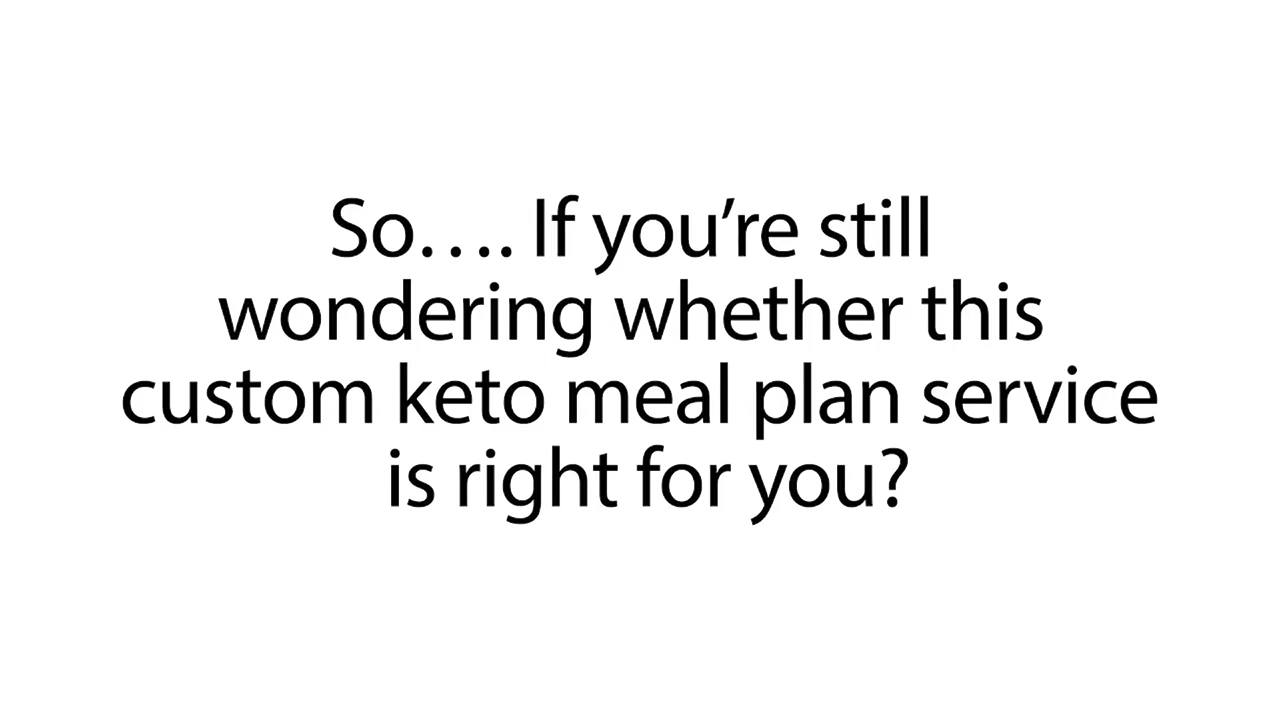 So…. If you’re still
wondering whether this
custom keto meal plan service
is right for you?